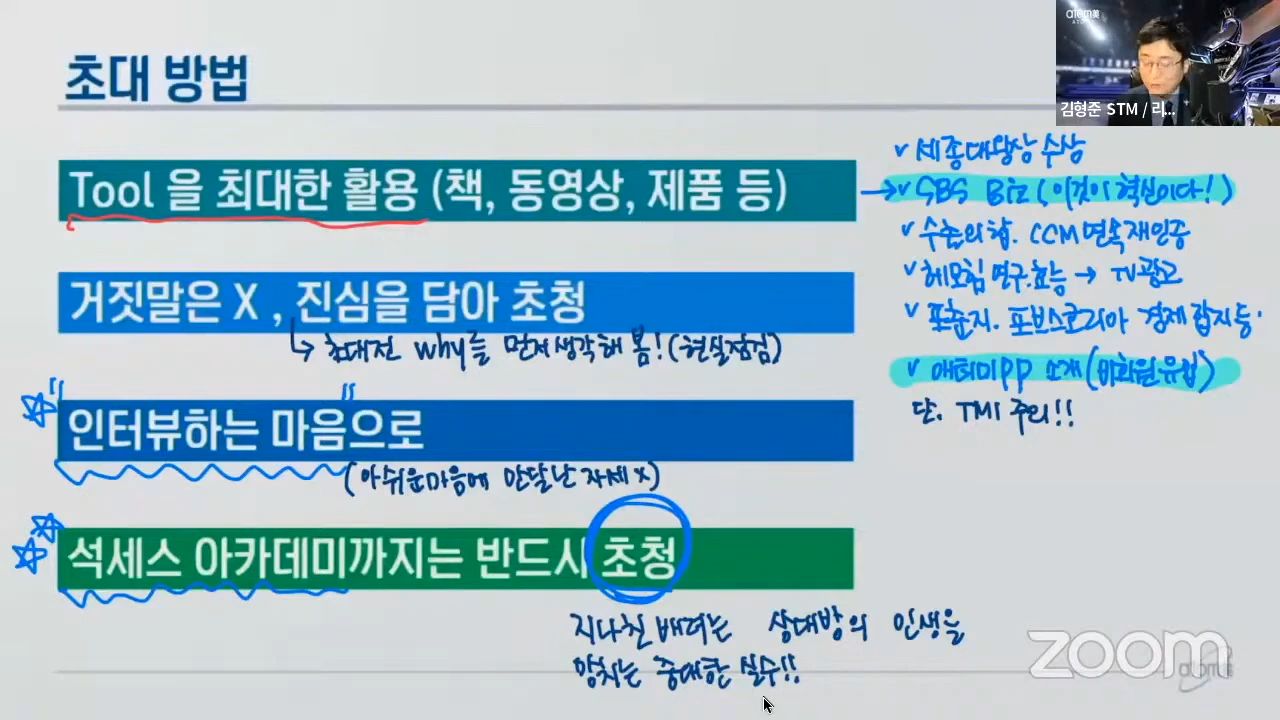 초대 방법
Tool 을 최대한 활용 (책, 동영상, 제품 등)
거짓말은 X , 진심을 담아 초청
↳ 초대전 why를 먼저 생각해 봄! (현실점검)
"인터뷰하는 마음으로"
(아쉬운마음에 안달난 자세 x)
석세스 아카데미까지는 반드시 초청
지나친 배려는 상대방의 인생을
망치는 중대한 실수!!
atomy
김형준 STM / 리...
✓ 세종대왕상 수상
→ ✓ SBS Biz (이것이 혁신이다!)
✓ 수출의 탑. CCM 연속재인증
✓ 헤모힘 연구.효능 → TV광고
✓ 포춘지. 포브스코리아 경제잡지등.
✓ 애터미PP 소개 (비회원유입)
단. TMI 주의!!
zoom